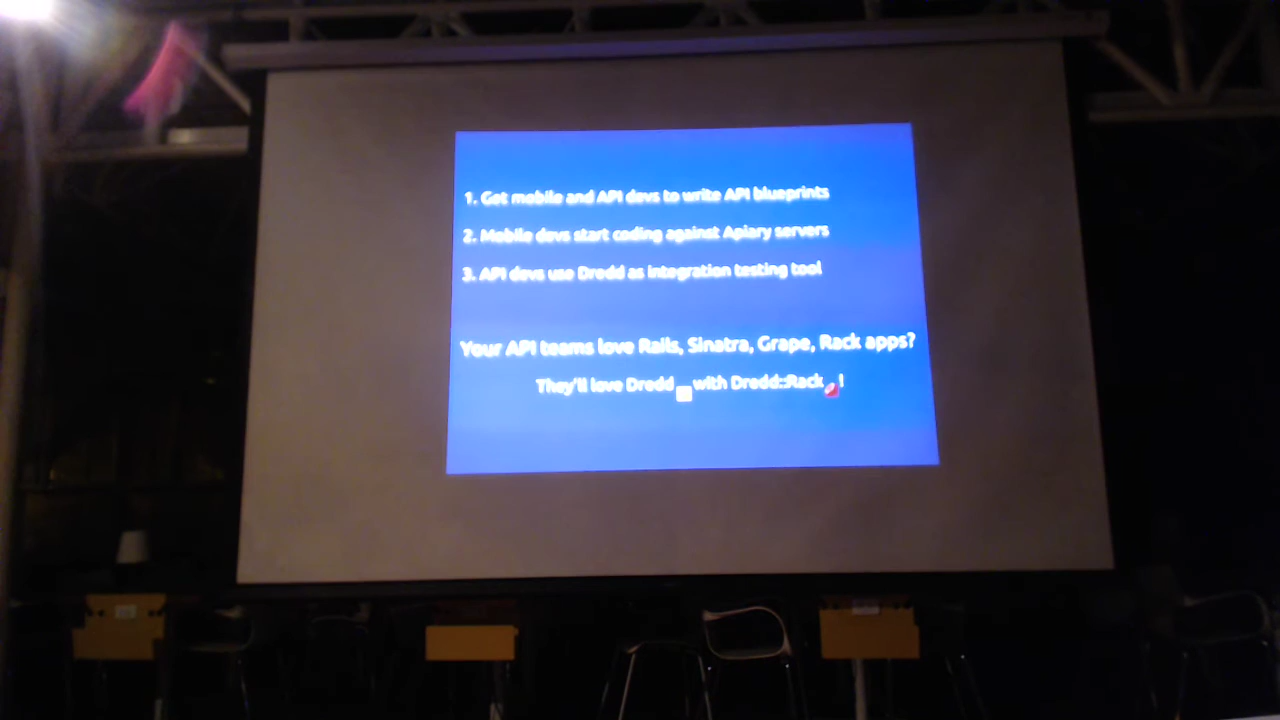 1. Get mobile and API devs to write API blueprints
2. Mobile devs start coding against Apiary servers
3. API devs use Dredd as integration testing tool
Your API teams love Rails, Sinatra, Grape, Rack apps?
They'll love Dredd with Dredd::Rack !